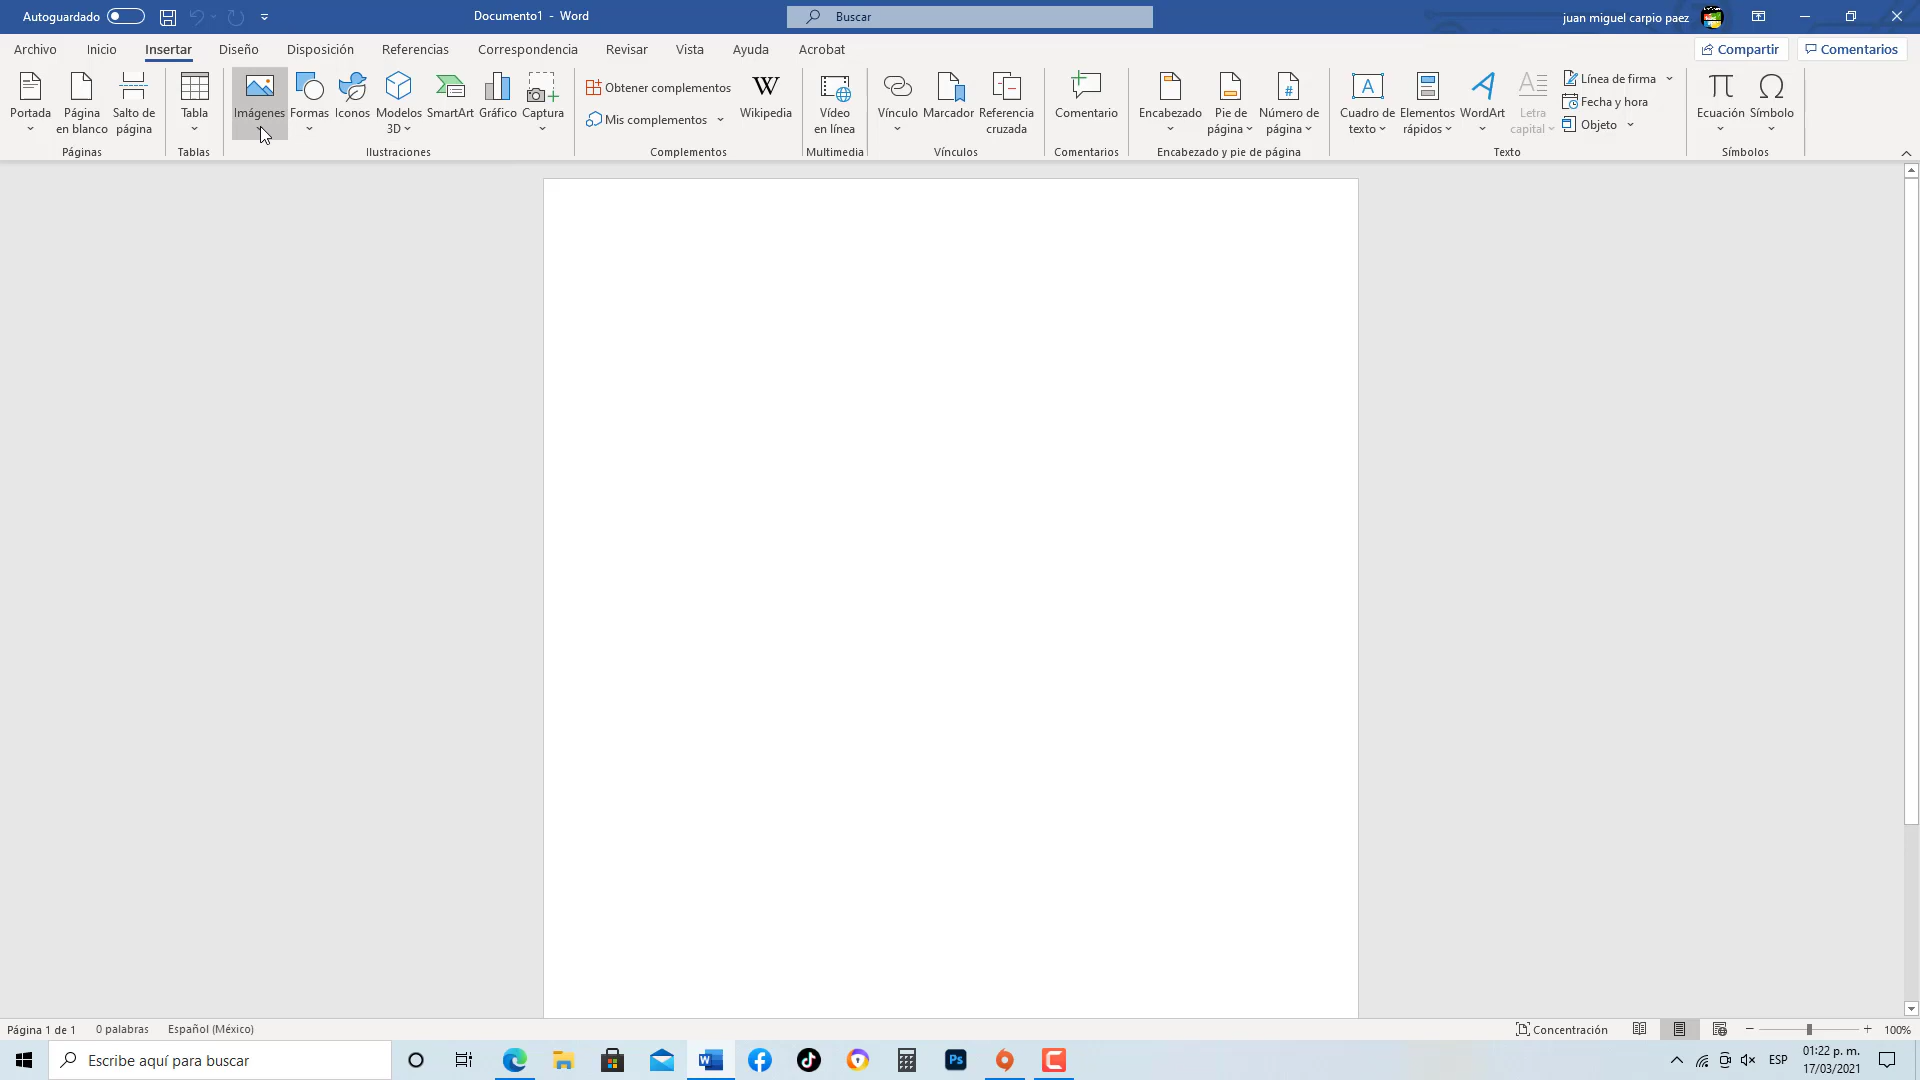 Autoguardado
Documento1 - Word
Buscar
juan miguel carpio paez
Archivo Inicio Insertar Diseño Disposición Referencias Correspondencia Revisar Vista Ayuda Acrobat
Compartir Comentarios
Portada
Página en blanco
Salto de página
Páginas
Tabla
Tablas
Imágenes
Formas
Iconos
Modelos 3D
SmartArt
Gráfico
Captura
Ilustraciones
Obtener complementos
Mis complementos
W
Wikipedia
Complementos
Vídeo en línea
Multimedia
Vínculo
Marcador
Referencia cruzada
Vínculos
Comentario
Comentarios
Encabezado
Pie de página
#
Número de página
Encabezado y pie de página
A
Cuadro de texto
Elementos rápidos
A
WordArt
A
Letra capital
Línea de firma
Fecha y hora
Objeto
Texto
π
Ecuación
Ω
Símbolo
Símbolos
Página 1 de 1 0 palabras Español (México)
Concentración
100%
Escribe aquí para buscar
W
Ps
ESP
01:22 p. m.
17/03/2021